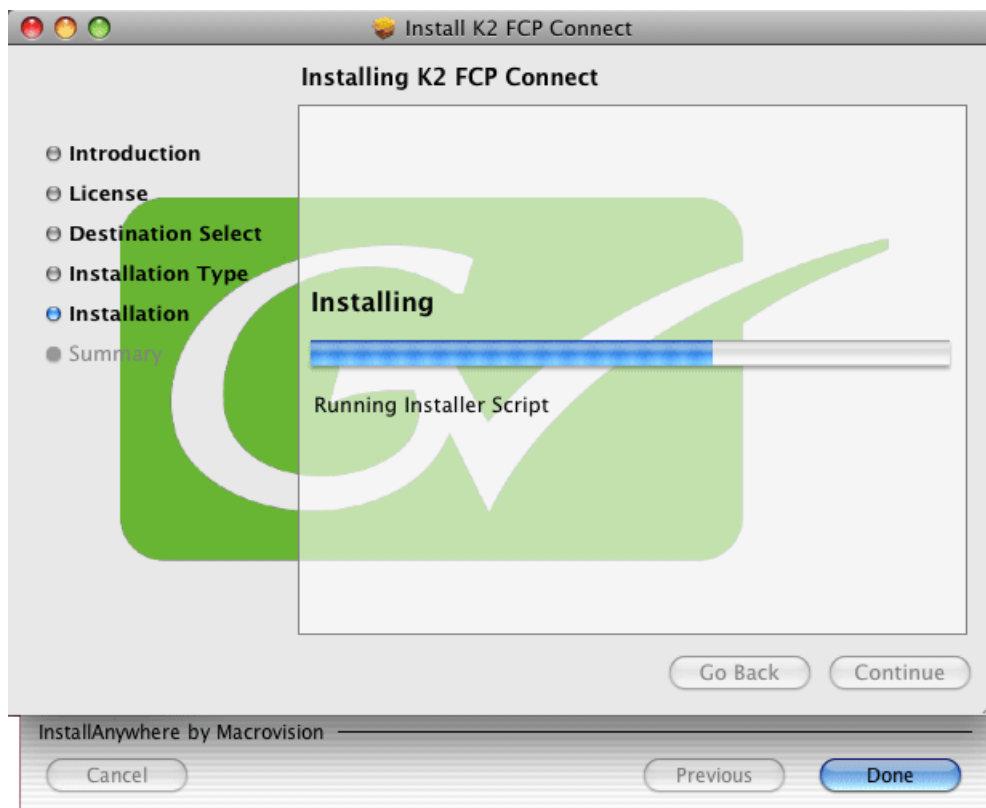 Install K2 FCP Connect
Installing K2 FCP Connect
Introduction
License
Destination Select
Installation Type
Installation
Summary
Installing
Running Installer Script
Go Back
Continue
InstallAnywhere by Macrovision
Cancel
Previous
Done